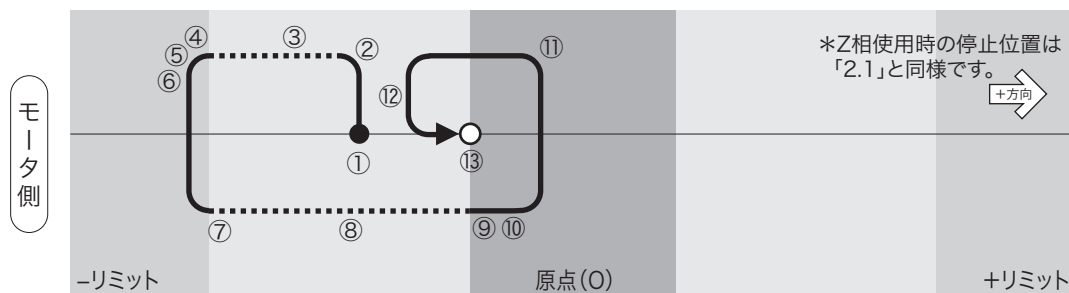 ④
③
②
⑤
⑥
⑪
⑫
*Z相使用時の停止位置は
「2.1」と同様です。
+方向
モータ側
①
⑬
⑦
⑧
⑨ ⑩
−リミット
原点(O)
+リミット